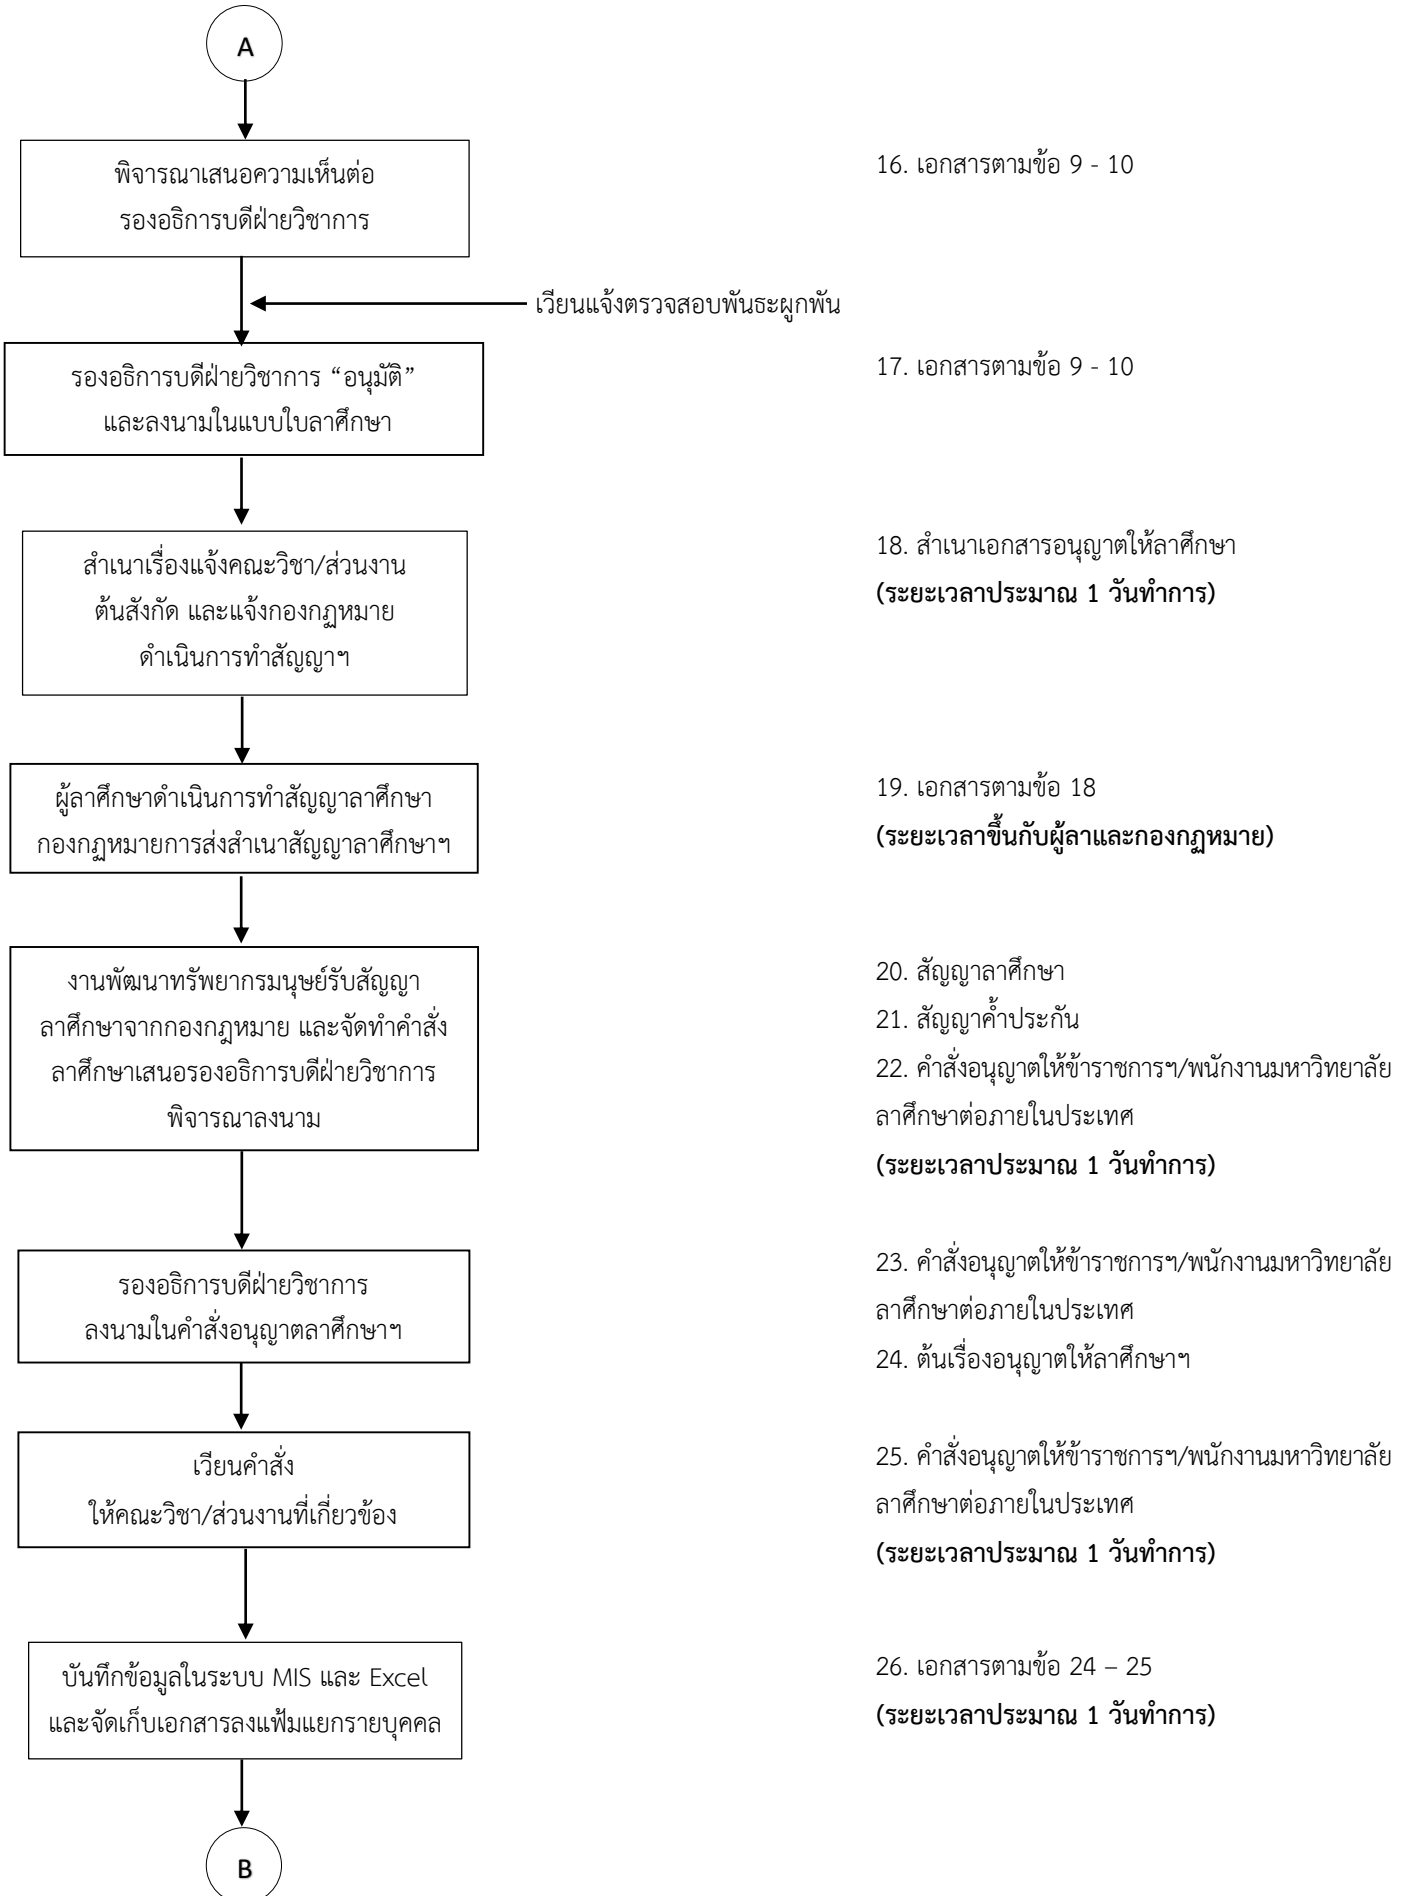 A
พิจารณาเสนอความเห็นต่อ
รองอธิการบดีฝ่ายวิชาการ
16. เอกสารตามข้อ 9 - 10
เวียนแจ้งตรวจสอบพันธะผูกพัน
รองอธิการบดีฝ่ายวิชาการ “อนุมัติ”
และลงนามในแบบใบลาศึกษา
17. เอกสารตามข้อ 9 - 10
สำเนาเรื่องแจ้งคณะวิชา/ส่วนงาน
ต้นสังกัด และแจ้งกองกฏหมาย
ดำเนินการทำสัญญาฯ
18. สำเนาเอกสารอนุญาตให้ลาศึกษา
(ระยะเวลาประมาณ 1 วันทำการ)
ผู้ลาศึกษาดำเนินการทำสัญญาลาศึกษา
กองกฏหมายการส่งสำเนาสัญญาลาศึกษาฯ
19. เอกสารตามข้อ 18
(ระยะเวลาขึ้นกับผู้ลาและกองกฏหมาย)
งานพัฒนาทรัพยากรมนุษย์รับสัญญา
ลาศึกษาจากกองกฎหมาย และจัดทำคำสั่ง
ลาศึกษาเสนอรองอธิการบดีฝ่ายวิชาการ
พิจารณาลงนาม
20. สัญญาลาศึกษา
21. สัญญาค้ำประกัน
22. คำสั่งอนุญาตให้ข้าราชการฯ/พนักงานมหาวิทยาลัย
ลาศึกษาต่อภายในประเทศ
(ระยะเวลาประมาณ 1 วันทำการ)
รองอธิการบดีฝ่ายวิชาการ
ลงนามในคำสั่งอนุญาตลาศึกษาฯ
23. คำสั่งอนุญาตให้ข้าราชการฯ/พนักงานมหาวิทยาลัย
ลาศึกษาต่อภายในประเทศ
24. ต้นเรื่องอนุญาตให้ลาศึกษาฯ
เวียนคำสั่ง
ให้คณะวิชา/ส่วนงานที่เกี่ยวข้อง
25. คำสั่งอนุญาตให้ข้าราชการฯ/พนักงานมหาวิทยาลัย
ลาศึกษาต่อภายในประเทศ
(ระยะเวลาประมาณ 1 วันทำการ)
บันทึกข้อมูลในระบบ MIS และ Excel
และจัดเก็บเอกสารลงแฟ้มแยกรายบุคคล
26. เอกสารตามข้อ 24 – 25
(ระยะเวลาประมาณ 1 วันทำการ)
B